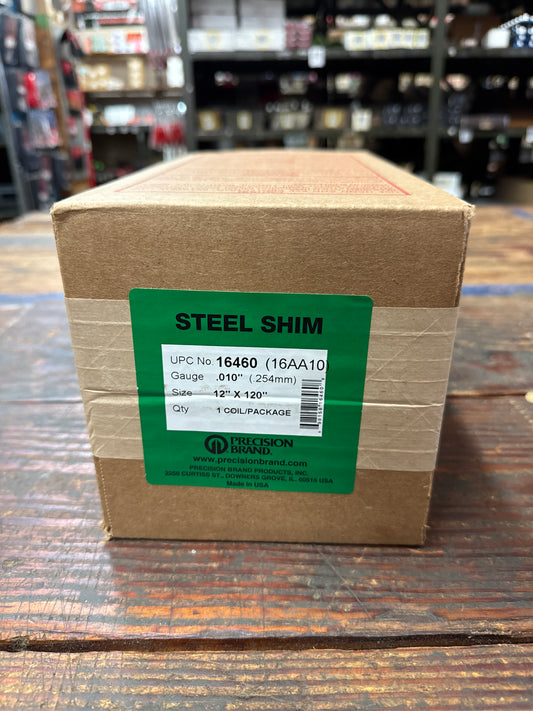 STEEL SHIM
UPC No. 16460 (16AA10)
Gauge .010" (.254mm)
Size 12" X 120"
Qty 1 COIL/PACKAGE
PRECISION
BRAND®
www.precisionbrand.com
PRECISION BRAND PRODUCTS, INC.
2250 CURTISS ST., DOWNERS GROVE, IL. 60515 USA
Made in USA